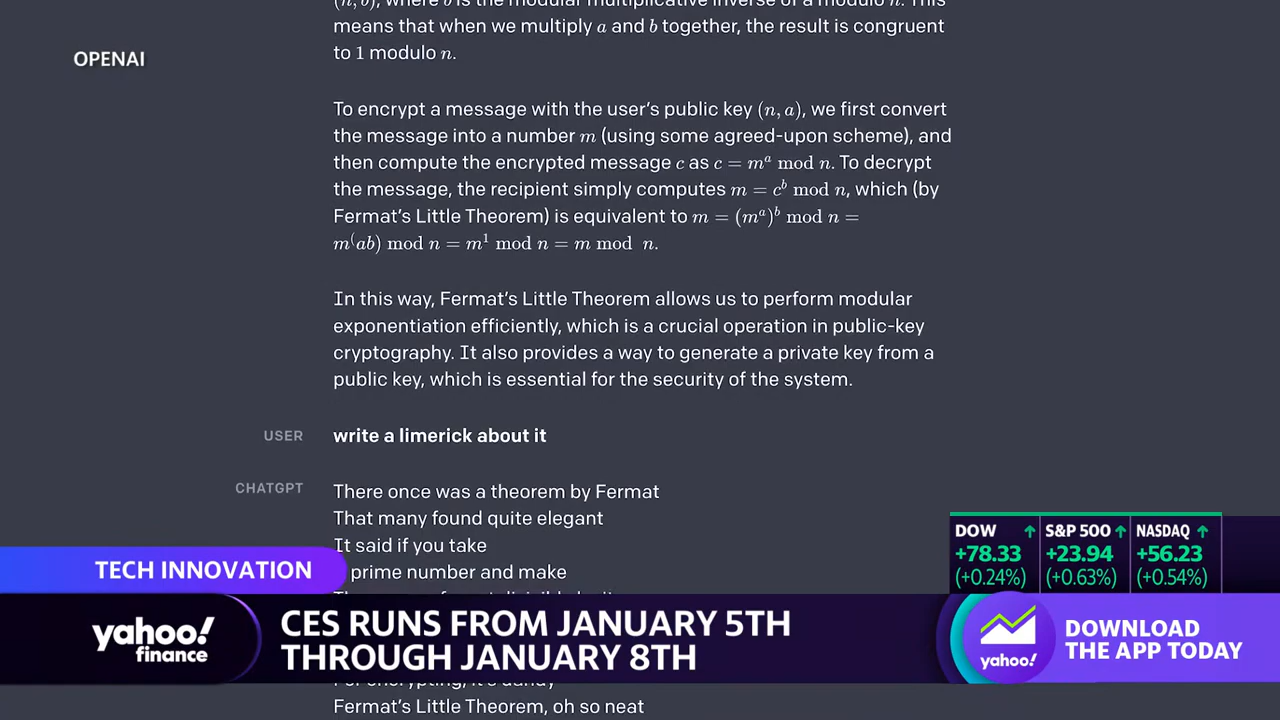 (n, b), where b is the modular multiplicative inverse of a modulo n. This
means that when we multiply a and b together, the result is congruent
to 1 modulo n.
OPENAI
To encrypt a message with the user's public key (n, a), we first convert
the message into a number m (using some agreed-upon scheme), and
then compute the encrypted message c as c = mᵃ mod n. To decrypt
the message, the recipient simply computes m = cᵇ mod n, which (by
Fermat's Little Theorem) is equivalent to m = (mᵃ)ᵇ mod n =
m⁽ab) mod n = m¹ mod n = m mod n.
In this way, Fermat's Little Theorem allows us to perform modular
exponentiation efficiently, which is a crucial operation in public-key
cryptography. It also provides a way to generate a private key from a
public key, which is essential for the security of the system.
USER
write a limerick about it
CHATGPT
There once was a theorem by Fermat
That many found quite elegant
It said if you take
prime number and make
TECH INNOVATION
DOW
+78.33
(+0.24%)
S&P 500
+23.94
(+0.63%)
NASDAQ
+56.23
(+0.54%)
yahoo!
finance
CES RUNS FROM JANUARY 5TH
THROUGH JANUARY 8TH
yahoo!
DOWNLOAD
THE APP TODAY
For encrypting, it's dandy
Fermat's Little Theorem, oh so neat